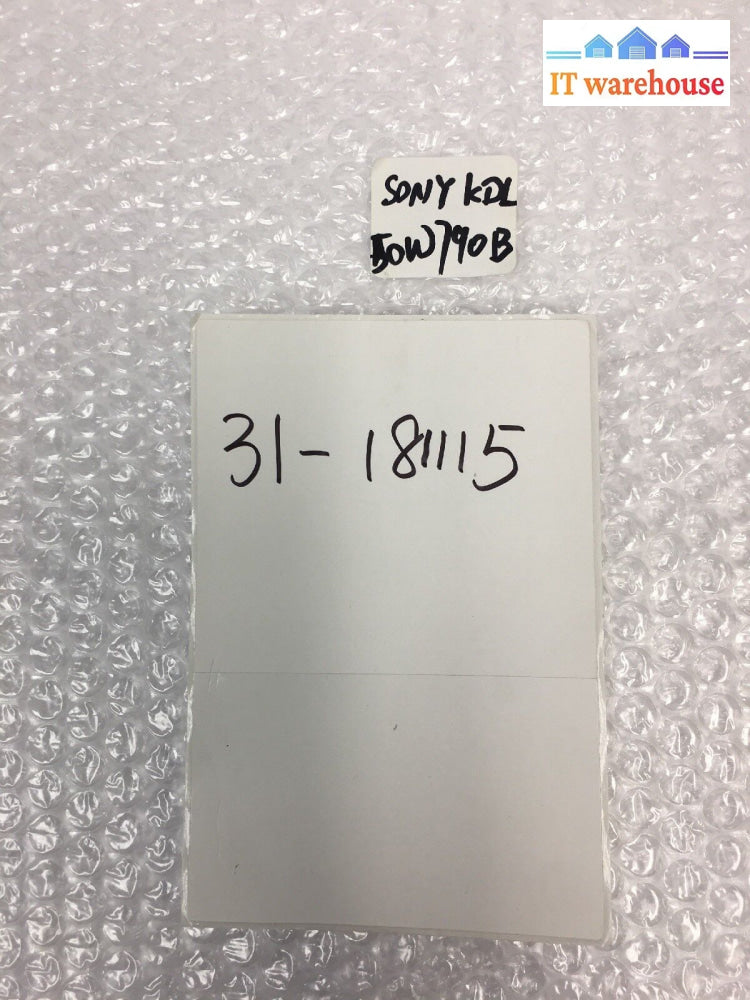 IT warehouse
SONY KDL
50W790B
31-181115